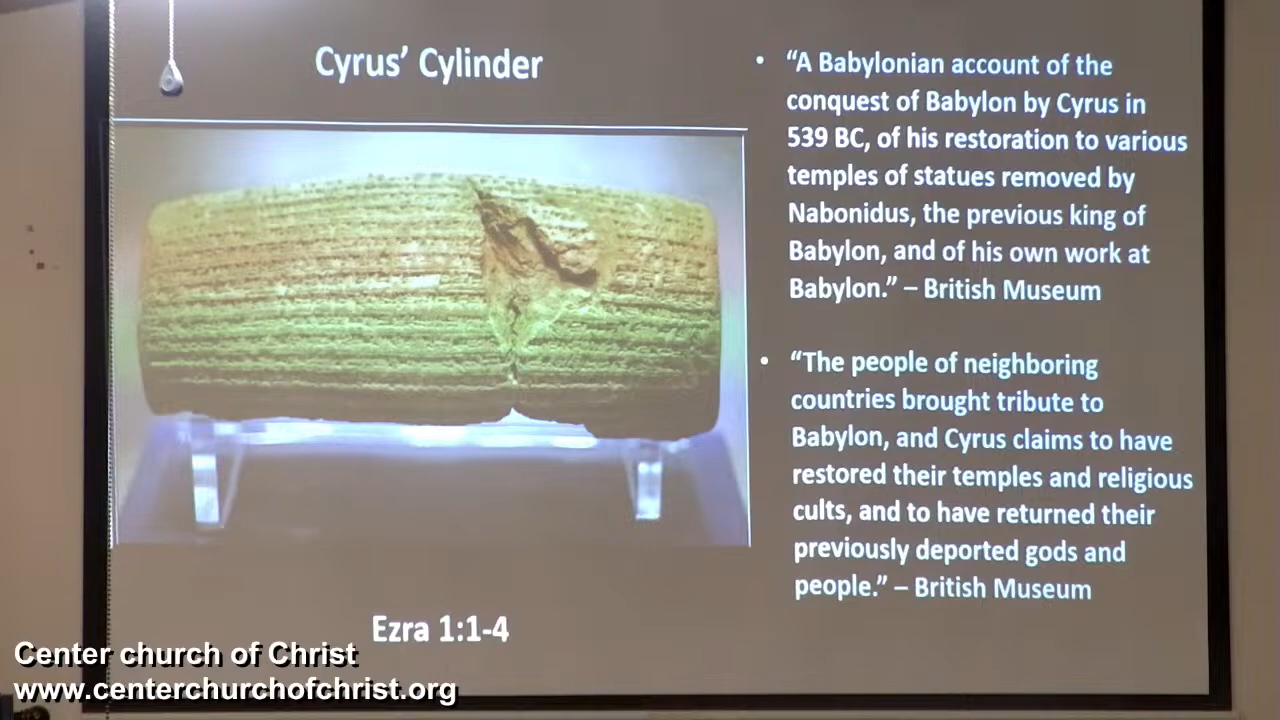 Cyrus' Cylinder
• "A Babylonian account of the
conquest of Babylon by Cyrus in
539 BC, of his restoration to various
temples of statues removed by
Nabonidus, the previous king of
Babylon, and of his own work at
Babylon." – British Museum
• "The people of neighboring
countries brought tribute to
Babylon, and Cyrus claims to have
restored their temples and religious
cults, and to have returned their
previously deported gods and
people." – British Museum
Ezra 1:1-4
Center church of Christ
www.centerchurchofchrist.org